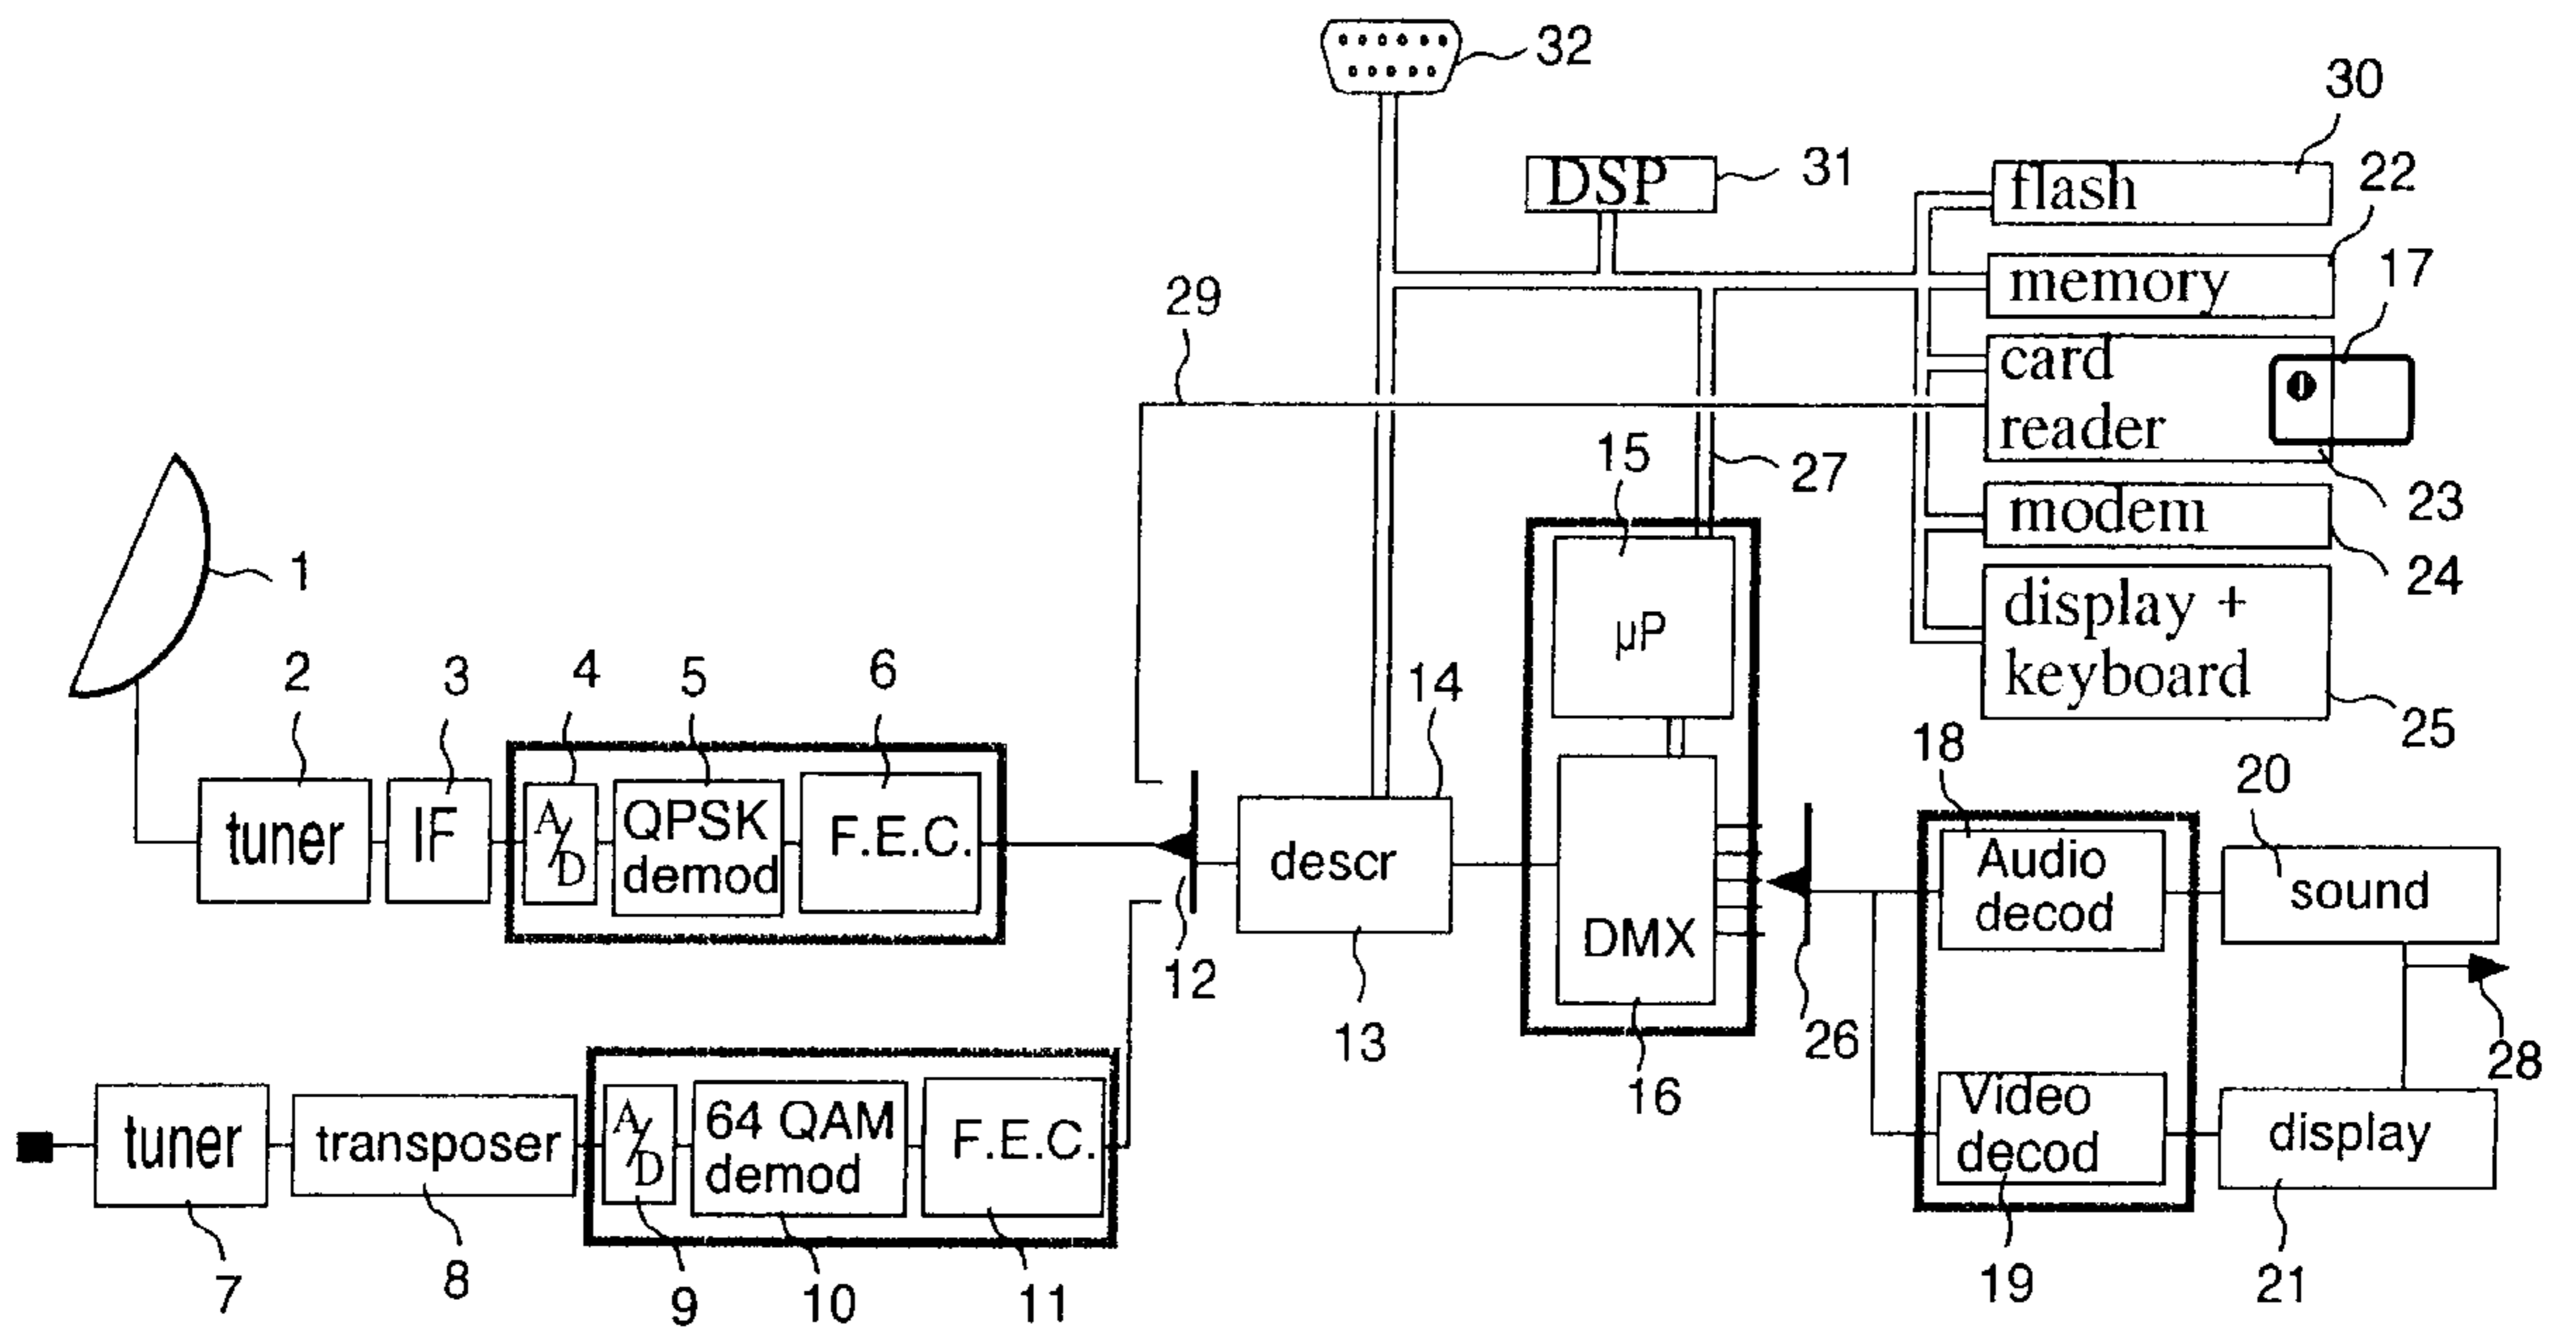 32
30
DSP
31
flash
22
memory
17
29
card
reader
15
27
23
modem
24
1
µP
display +
keyboard
25
2
3
4
5
6
14
18
20
tuner
IF
A/D
QPSK
demod
F.E.C.
descr
DMX
Audio
decod
sound
12
13
26
28
16
tuner
transposer
A/D
64 QAM
demod
F.E.C.
Video
decod
display
7
8
9
10
11
19
21